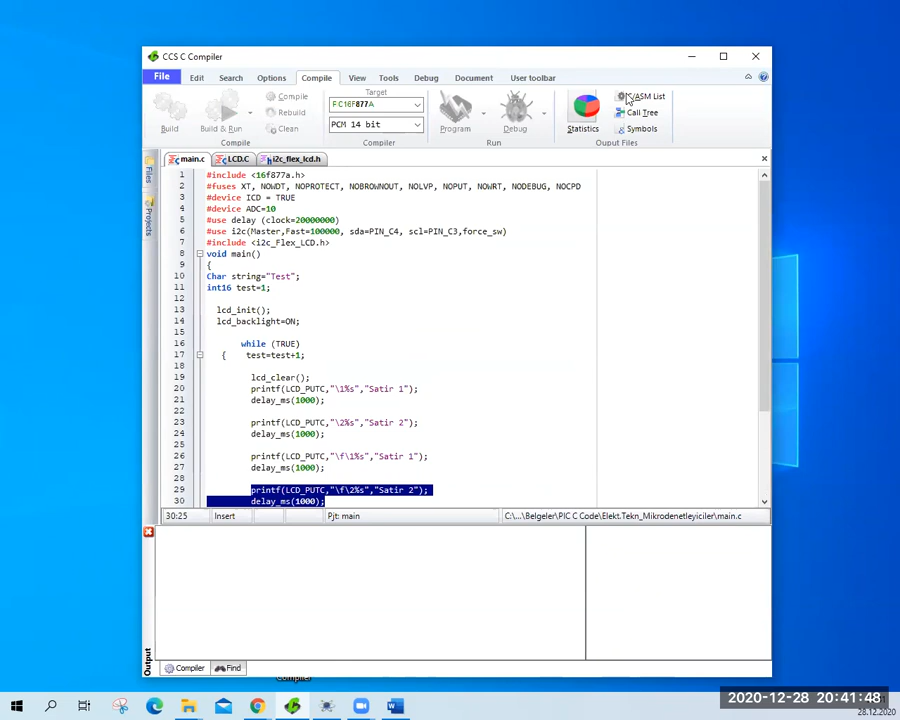 CCS C Compiler
File Edit Search Options Compile View Tools Debug Document User toolbar
Target
Build
Build & Run
Compile
Rebuild
Clean
Compile
PCM 14 bit
Compiler
Program
Debug
Run
Statistics
Call Tree
Symbols
Ouput Files
main.c LCD.C i2c_flex_lcd.h
Files
Projects
1 #include <16f877a.h>
2 #fuses XT, NOWDT, NOPROTECT, NOBROWNOUT, NOLVP, NOPUT, NOWRT, NODEBUG, NOCPD
3 #device ICD = TRUE
4 #device ADC=10
5 #use delay (clock=20000000)
6 #use i2c(Master,Fast=100000, sda=PIN_C4, scl=PIN_C3,force_sw)
7 #include <i2c_Flex_LCD.h>
8 void main()
9 {
10 Char string="Test";
11 int16 test=1;
12
13 lcd_init();
14 lcd_backlight=ON;
15
16 while (TRUE)
17 { test=test+1;
18
19 lcd_clear();
20 printf(LCD_PUTC,"\1%s","Satir 1");
21 delay_ms(1000);
22
23 printf(LCD_PUTC,"\2%s","Satir 2");
24 delay_ms(1000);
25
26 printf(LCD_PUTC,"\f\1%s","Satir 1");
27 delay_ms(1000);
28
29 printf(LCD_PUTC,"\f\2%s","Satir 2");
30 delay_ms(1000);
30:25 Insert Pjt: main C:\...\Belgeler\PIC C Code\Elekt.Tekn_Mikrodenetleyiciler\main.c
Output
Compiler Find
Compiler
2020-12-28 20:41:48
28.12.2020